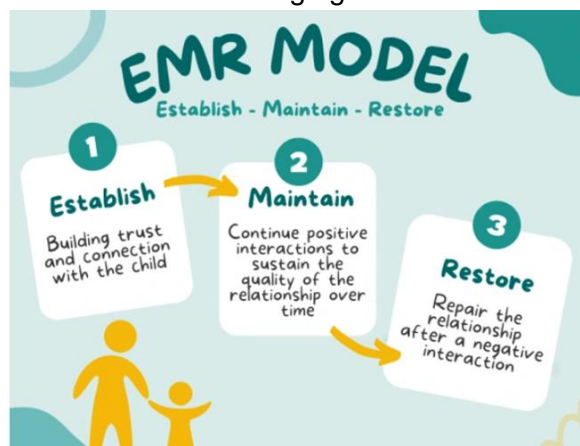 EMR MODEL
Establish - Maintain - Restore
1
Establish
Building trust
and connection
with the child
2
Maintain
Continue positive
interactions to
sustain the
quality of the
relationship over
time
3
Restore
Repair the
relationship
after a negative
interaction